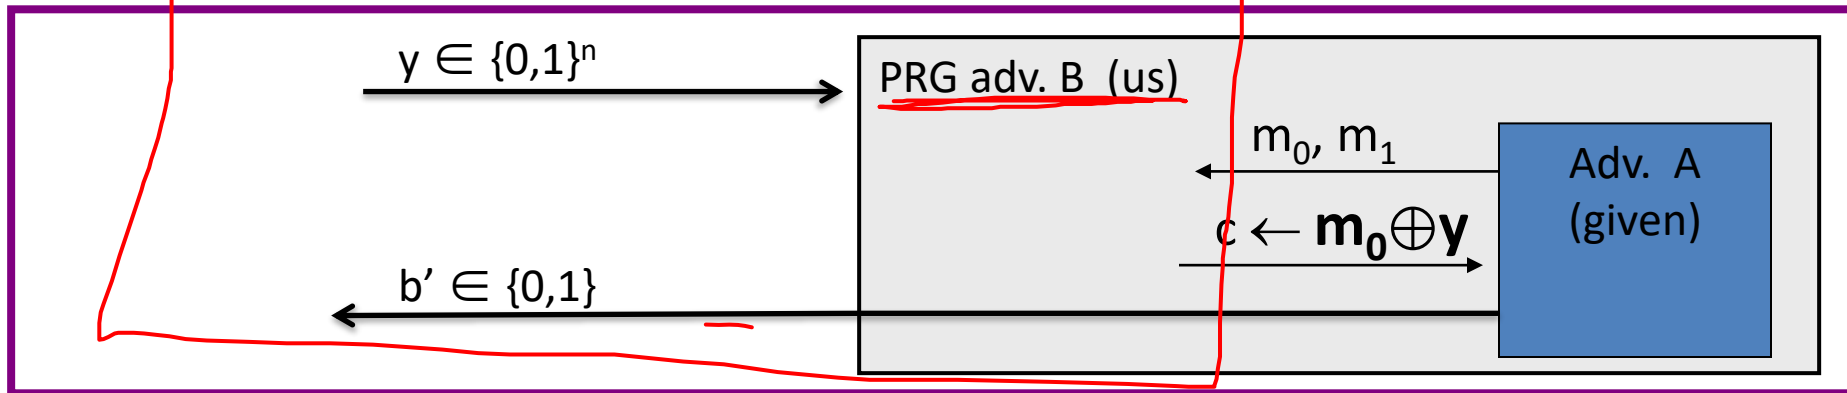 y ∈ {0,1}ⁿ
PRG adv. B (us)
m₀, m₁
Adv. A
(given)
c ← m₀⊕y
b’ ∈ {0,1}